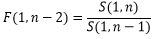 F(1, n − 2) = S(1, n) / S(1, n − 1)